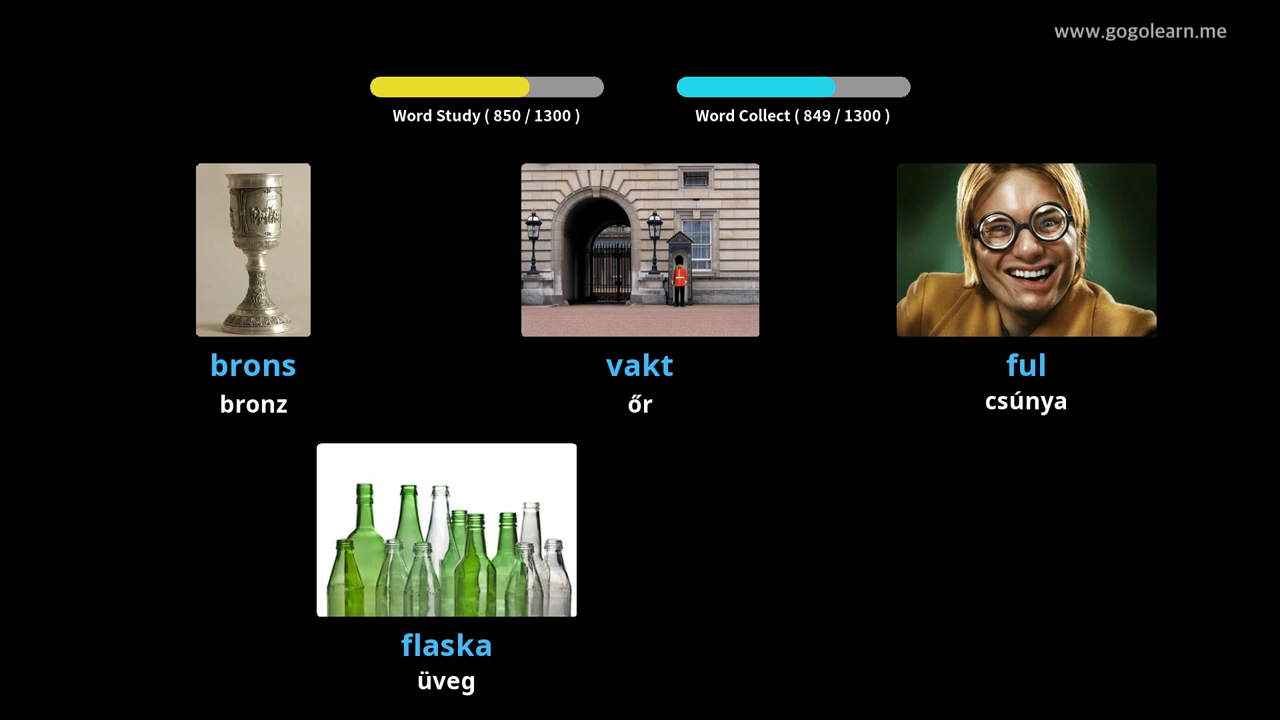 www.gogolearn.me
Word Study ( 850 / 1300 )
Word Collect ( 849 / 1300 )
brons
bronz
vakt
őr
ful
csúnya
flaska
üveg